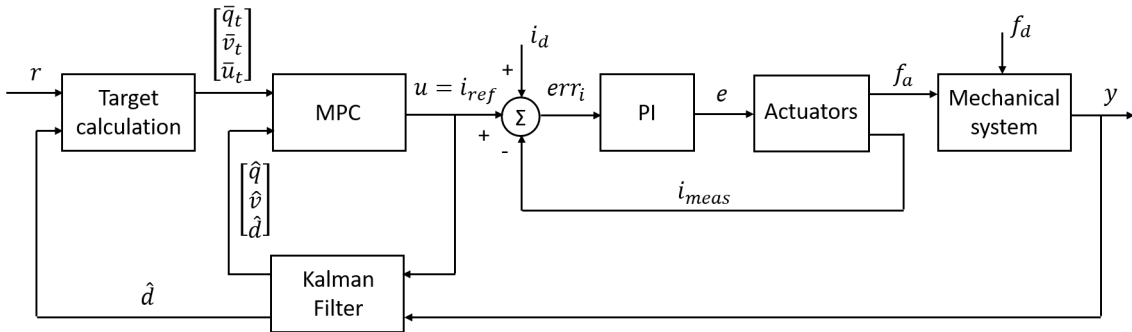 r
Target
calculation
[q̄_t
v̄_t
ū_t]
MPC
u = i_ref
i_d
+
+
-
Σ
err_i
PI
e
Actuators
f_a
f_d
Mechanical
system
y
i_meas
[q̂
v̂
d̂]
Kalman
Filter
d̂